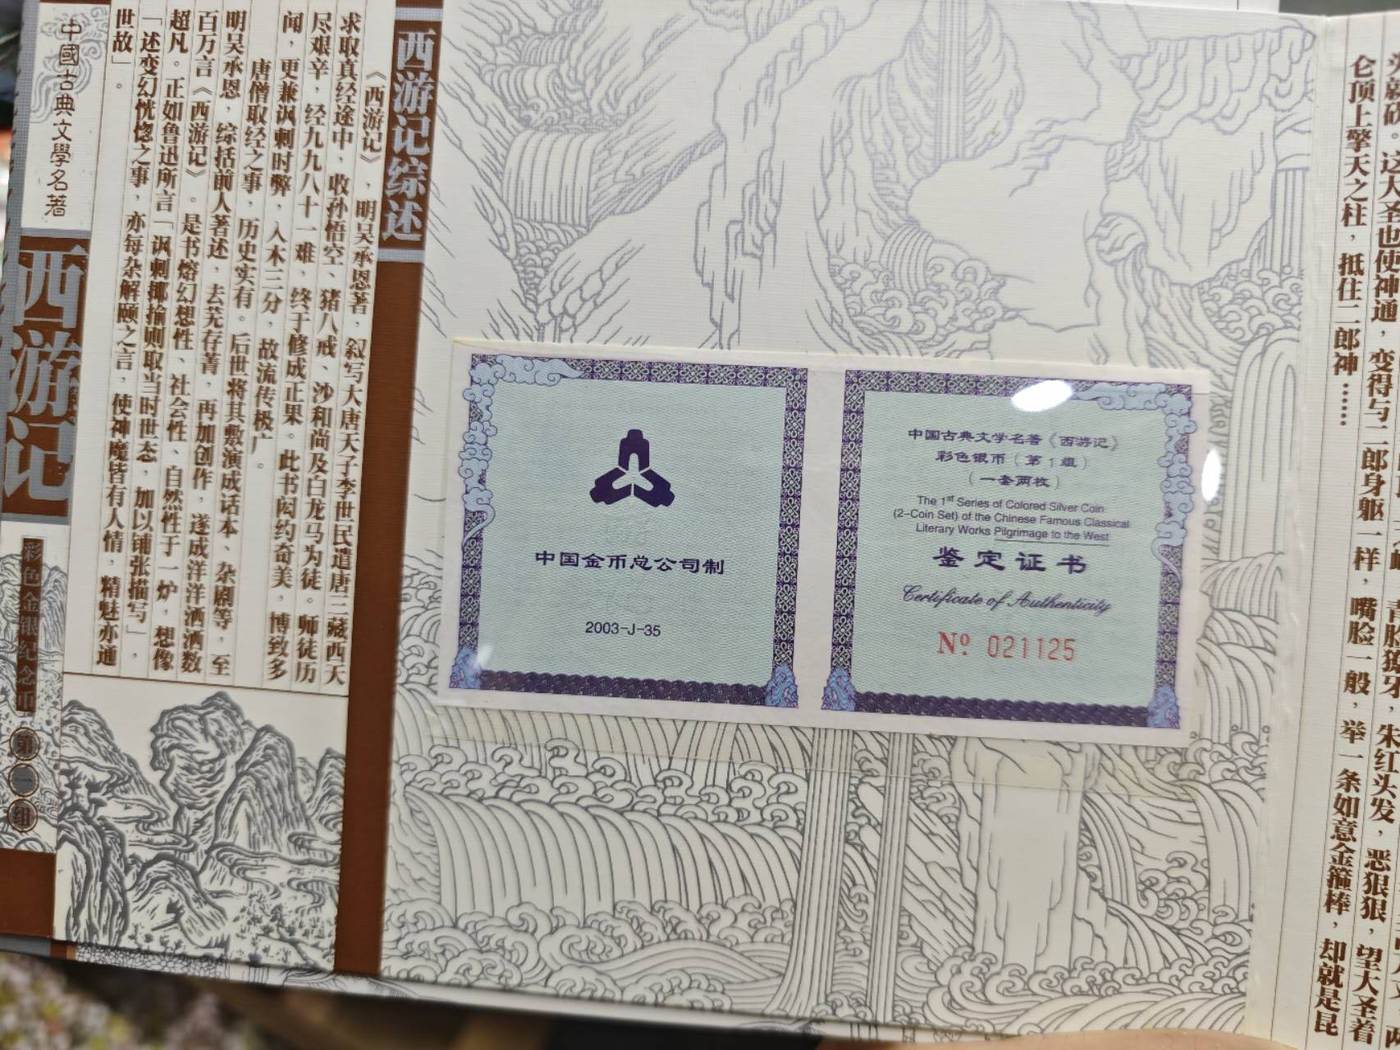 中國古典文學名著
西游记
彩色金銀纪念币
第一组
西游记综述
《西游记》,明吴承恩著,叙写大唐天子李世民遣唐三藏西天
求取真经途中,收孙悟空、猪八戒、沙和尚及白龙马为徒。师徒历
尽艰辛,经九九八十一难,终于修成正果。此书闳约奇美,博致多
闻,更兼讽刺时弊,入木三分,故流传极广。
唐僧取经之事,历史实有。后世将其敷演成话本、杂剧等,至
明吴承恩,综括前人著述,去芜存菁,再加创作,遂成洋洋洒洒数
百万言《西游记》。是书熔幻想性、社会性、自然性于一炉,想像
超凡。正如鲁迅所言「讽刺揶揄则取当时世态,加以铺张描写」,
「述变幻恍惚之事,亦每杂解颐之言,使神魔皆有人情,精魅亦通
世故」。
中国金币总公司制
2003-J-35
中国古典文学名著《西游记》
彩色银币(第1组)
(一套两枚)
The 1st Series of Colored Silver Coin
(2-Coin Set) of the Chinese Famous Classical
Literary Works Pilgrimage to the West
鉴定证书
Certificate of Authenticity
Nº 021125
青脸獠牙,朱红头发,恶狠狠,望大圣着
就砍。这大圣也使神通,变得与二郎身躯一样,嘴脸一般,举一条如意金箍棒,却就是昆
仑顶上擎天之柱,抵住二郎神……